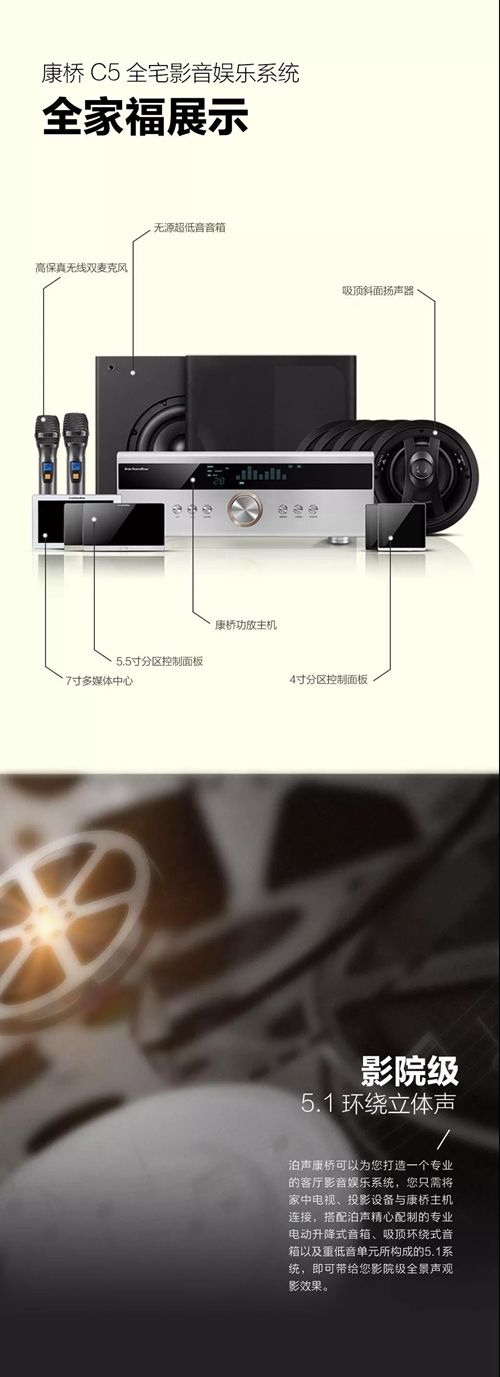 康桥 C5 全宅影音娱乐系统
全家福展示
无源超低音音箱
高保真无线双麦克风
吸顶斜面扬声器
康桥功放主机
5.5寸分区控制面板
7寸多媒体中心
4寸分区控制面板
影院级
5.1 环绕立体声
泊声康桥可以为您打造一个专业
的客厅影音娱乐系统，您只需将
家中电视、投影设备与康桥主机
连接，搭配泊声精心配制的专业
电动升降式音箱、吸顶环绕式音
箱以及重低音单元所构成的5.1系
统，即可带给您影院级全景声观
影效果。